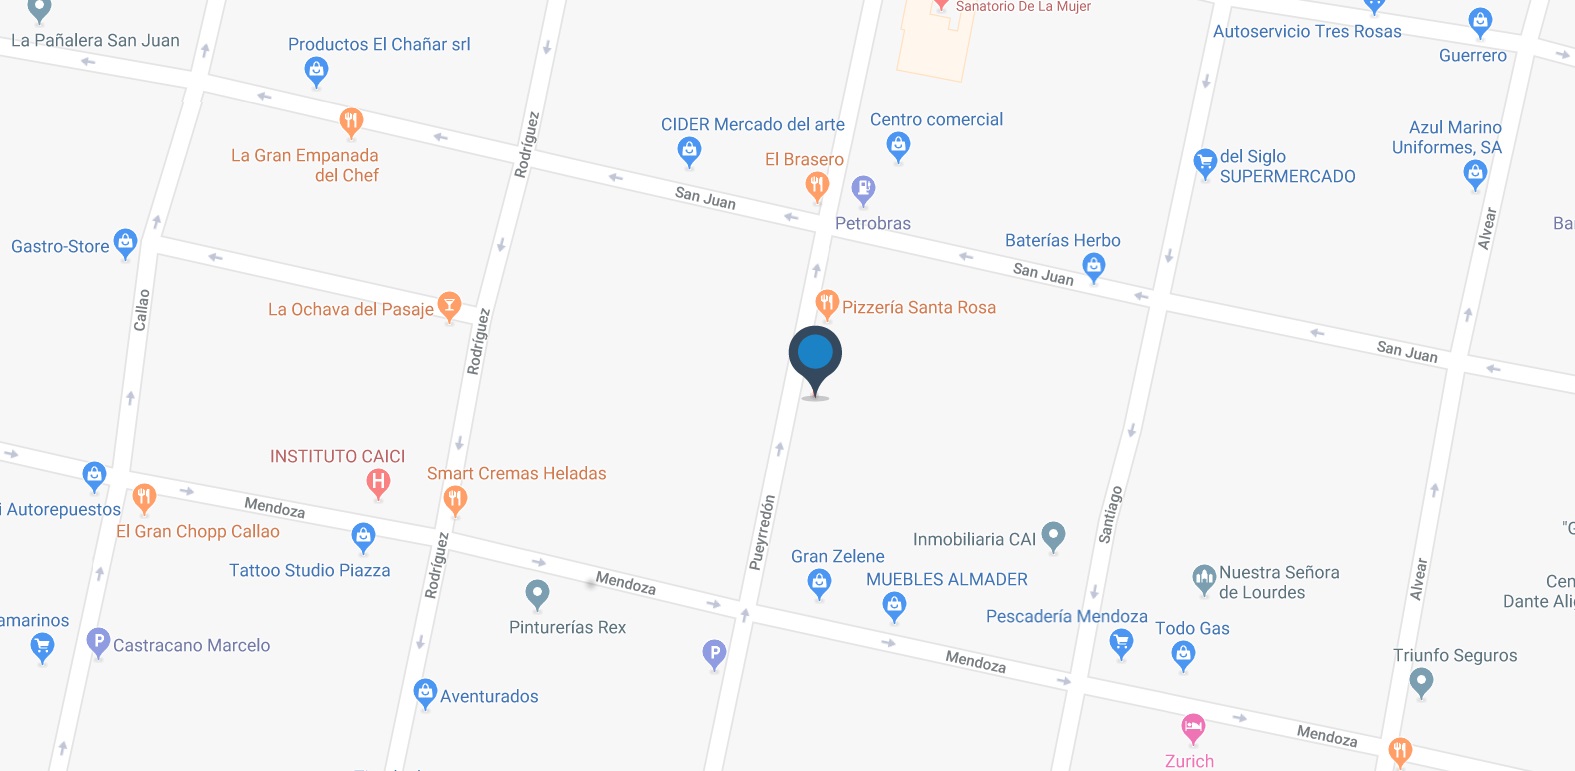 Sanatorio De La Mujer
La Pañalera San Juan
Productos El Chañar srl
Autoservicio Tres Rosas
Guerrero
CIDER Mercado del arte
Centro comercial
Azul Marino
Uniformes, SA
La Gran Empanada
del Chef
El Brasero
Rodríguez
del Siglo
SUPERMERCADO
San Juan
Petrobras
Alvear
Gastro-Store
Baterías Herbo
San Juan
Callao
La Ochava del Pasaje
Rodríguez
Pizzería Santa Rosa
San Juan
INSTITUTO CAICI
Smart Cremas Heladas
i Autorepuestos
Mendoza
El Gran Chopp Callao
Tattoo Studio Piazza
Rodríguez
Pueyrredón
Santiago
Inmobiliaria CAI
Gran Zelene
MUEBLES ALMADER
Mendoza
Nuestra Señora
de Lourdes
Alvear
Cen
Dante Ali
amarinos
Castracano Marcelo
Pinturerías Rex
P
P
Pescadería Mendoza
Todo Gas
Mendoza
Triunfo Seguros
Aventurados
Mendoza
Zurich
H
Ba
"G